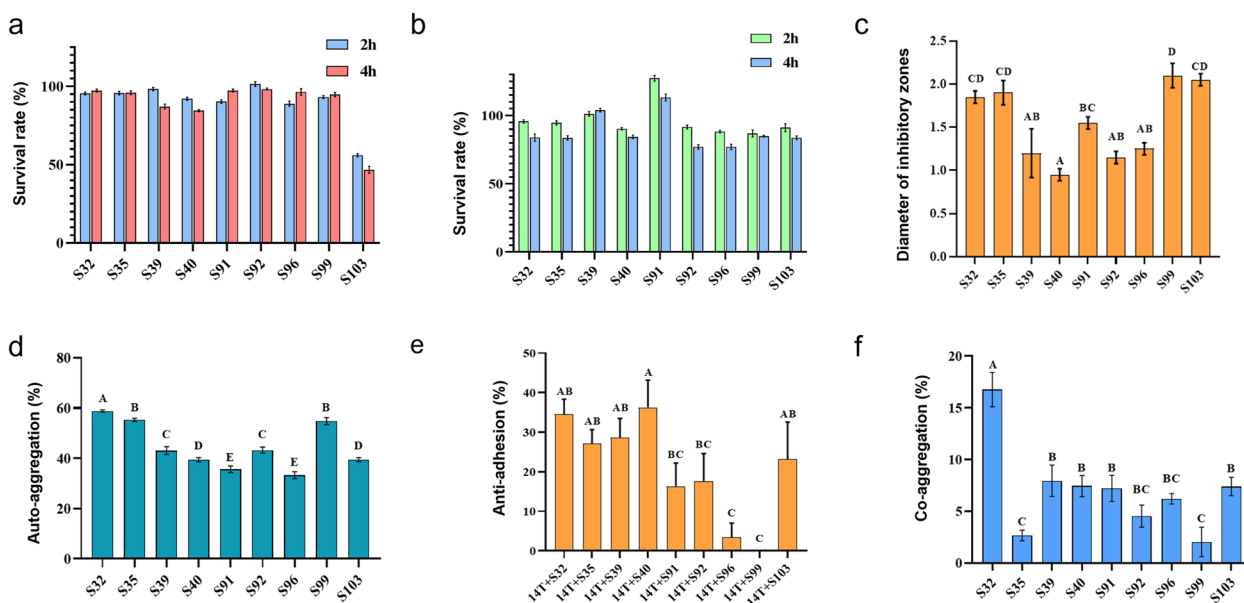 a
2h
4h
Survival rate (%)
100
50
0
S32 S35 S39 S40 S91 S92 S96 S99 S103
b
2h
4h
Survival rate (%)
100
50
0
S32 S35 S39 S40 S91 S92 S96 S99 S103
c
Diameter of inhibitory zones
2.5
2.0
1.5
1.0
0.5
0.0
CD CD AB A BC AB AB D CD
S32 S35 S39 S40 S91 S92 S96 S99 S103
d
Auto-aggregation (%)
80
60
40
20
0
A B C D E C E B D
S32 S35 S39 S40 S91 S92 S96 S99 S103
e
Anti-adhesion (%)
50
40
30
20
10
0
AB AB AB A BC BC C C AB
14T+S32 14T+S35 14T+S39 14T+S40 14T+S91 14T+S92 14T+S96 14T+S99 14T+S103
f
Co-aggregation (%)
20
15
10
5
0
A C B B B BC BC C B
S32 S35 S39 S40 S91 S92 S96 S99 S103